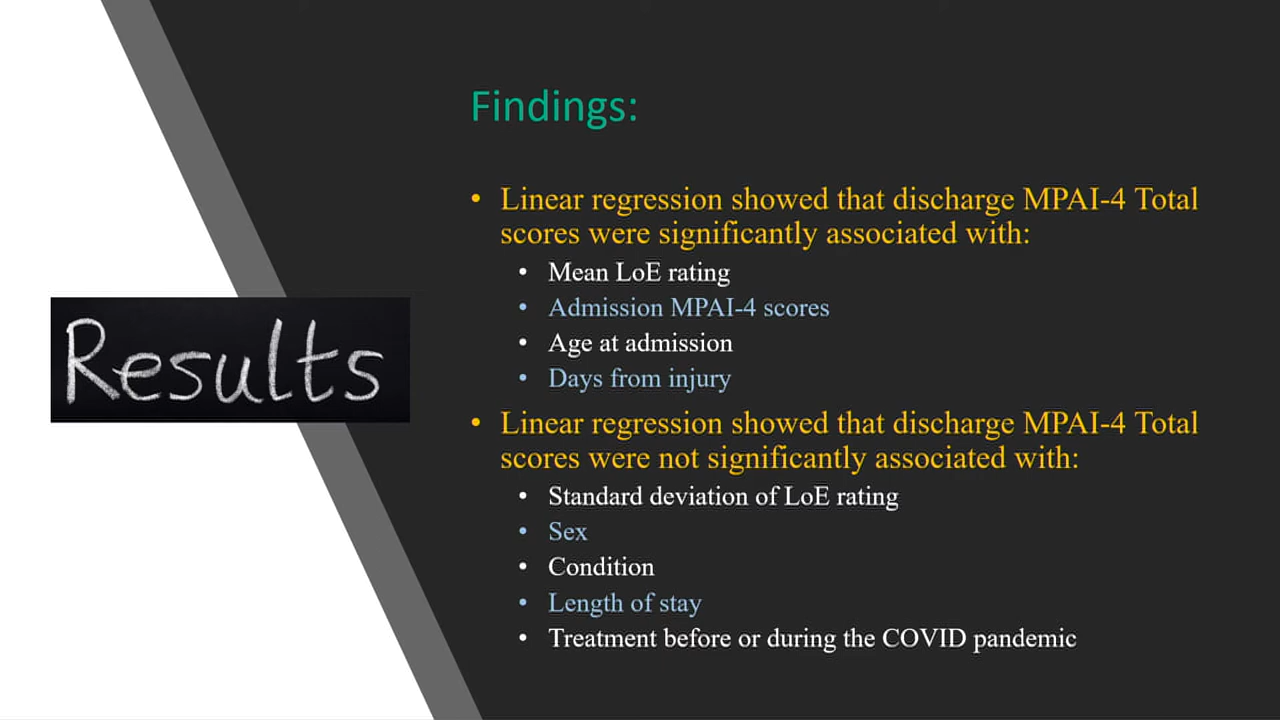 Findings:
Results
• Linear regression showed that discharge MPAI-4 Total
scores were significantly associated with:
• Mean LoE rating
• Admission MPAI-4 scores
• Age at admission
• Days from injury
• Linear regression showed that discharge MPAI-4 Total
scores were not significantly associated with:
• Standard deviation of LoE rating
• Sex
• Condition
• Length of stay
• Treatment before or during the COVID pandemic